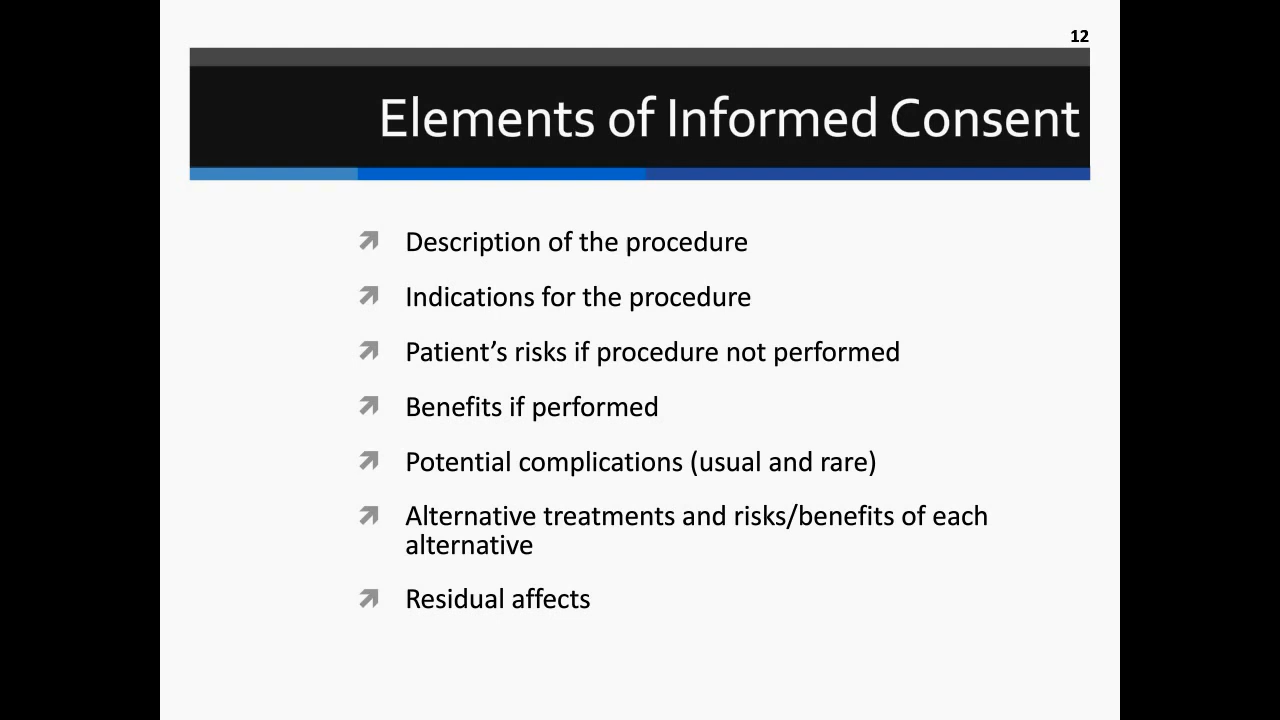 12
Elements of Informed Consent
Description of the procedure
Indications for the procedure
Patient’s risks if procedure not performed
Benefits if performed
Potential complications (usual and rare)
Alternative treatments and risks/benefits of each
alternative
Residual affects